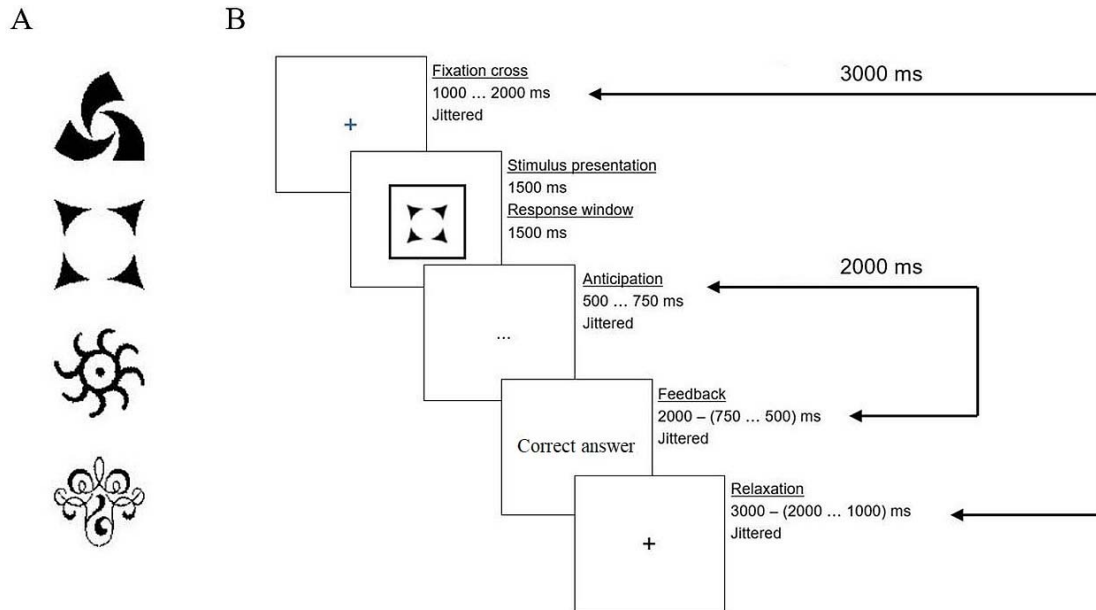 A
B
Fixation cross
1000 ... 2000 ms
Jittered
3000 ms
+
Stimulus presentation
1500 ms
Response window
1500 ms
Anticipation
500 ... 750 ms
Jittered
2000 ms
...
Feedback
2000 – (750 ... 500) ms
Jittered
Correct answer
Relaxation
3000 – (2000 ... 1000) ms
Jittered
+